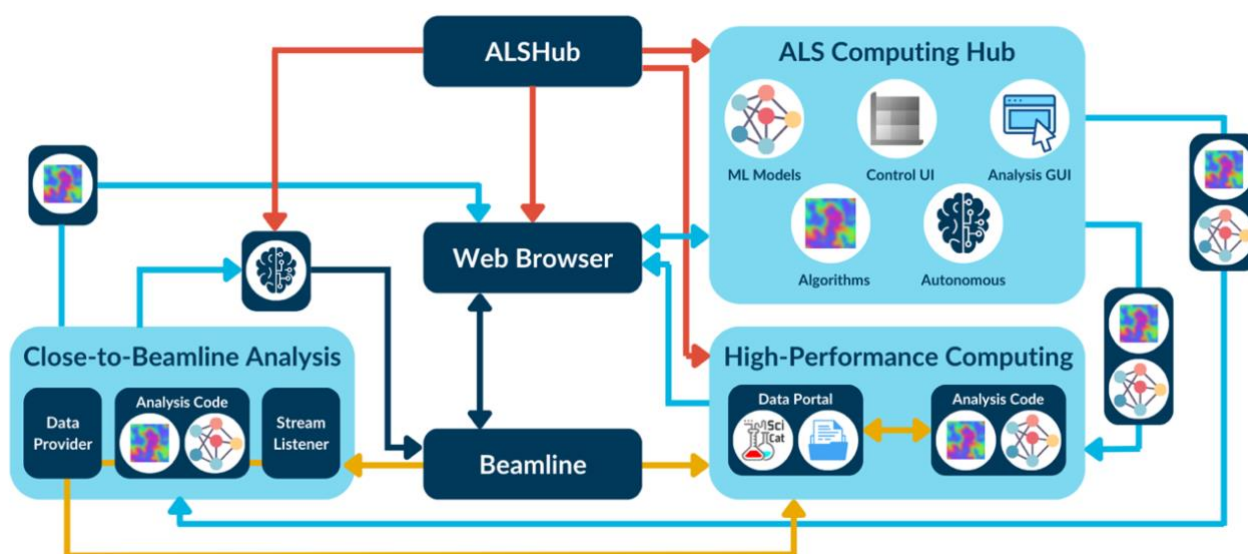 ALSHub
ALS Computing Hub
ML Models
Control UI
Analysis GUI
Algorithms
Autonomous
Web Browser
Close-to-Beamline Analysis
Data
Provider
Analysis Code
Stream
Listener
Beamline
High-Performance Computing
Data Portal
Sci
Cat
Analysis Code